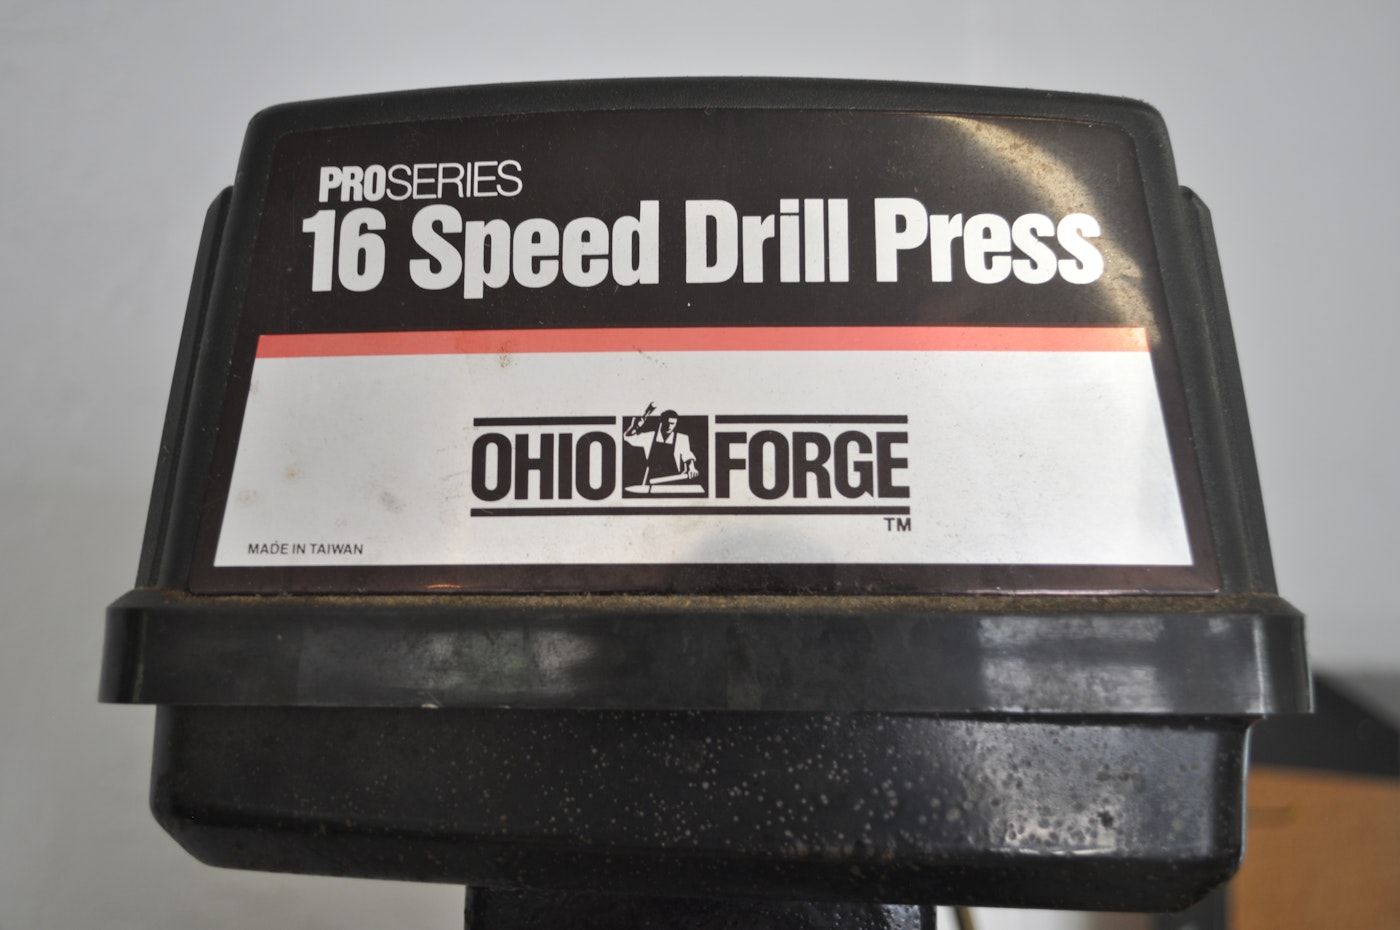 PROSERIES
16 Speed Drill Press
OHIO FORGE
TM
MADE IN TAIWAN